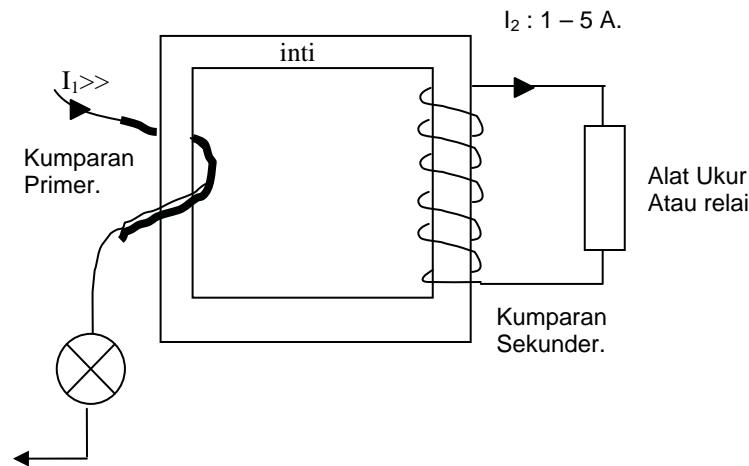 I₂ : 1 – 5 A.
inti
I₁>>
Kumparan
Primer.
Alat Ukur
Atau relai
Kumparan
Sekunder.